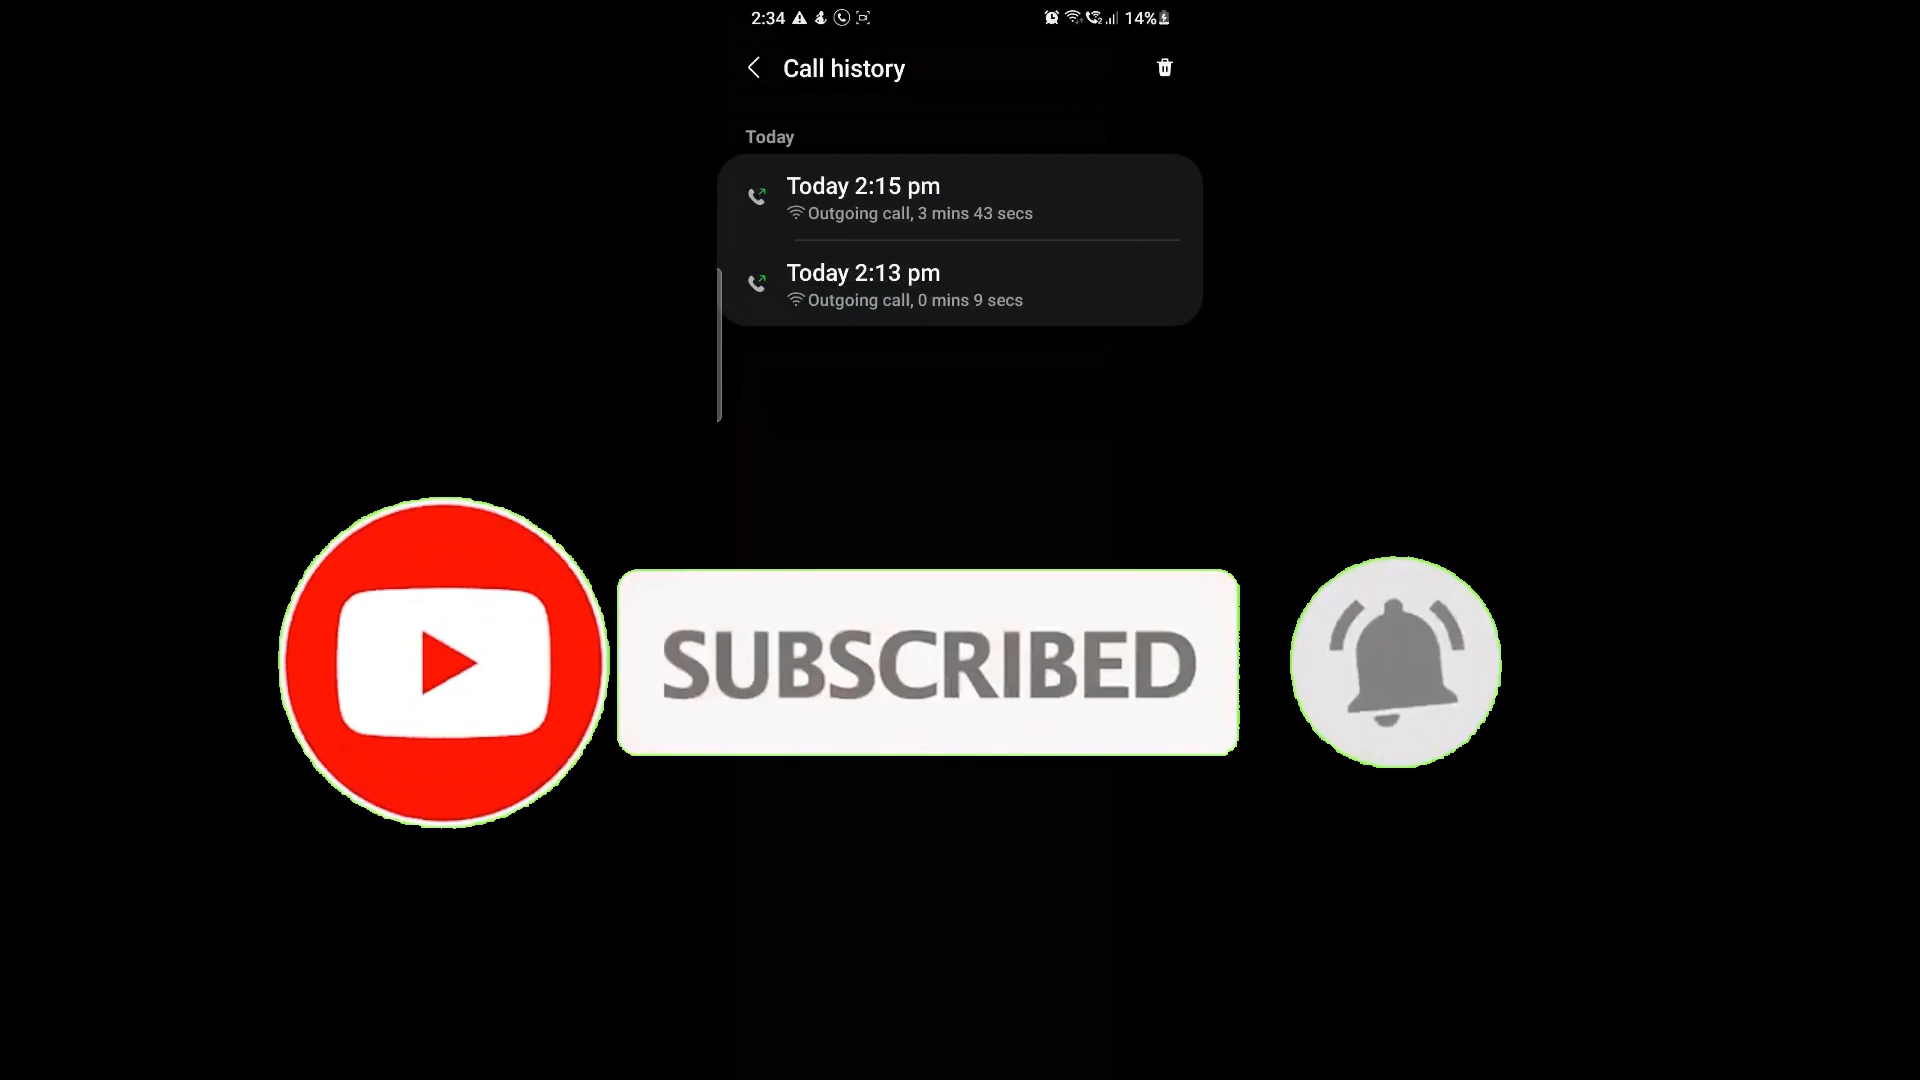 2:34
14%
Call history
Today
Today 2:15 pm
Outgoing call, 3 mins 43 secs
Today 2:13 pm
Outgoing call, 0 mins 9 secs
SUBSCRIBED